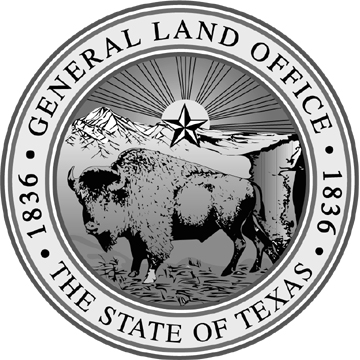 GENERAL LAND OFFICE
1836 • • 1836
• THE STATE OF TEXAS •